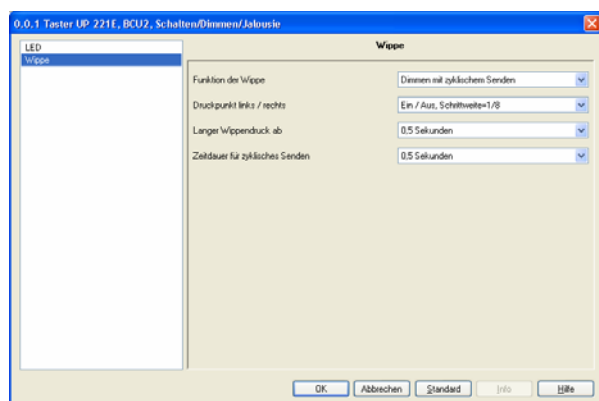 0.0.1 Taster UP 221E, BCU2, Schalten/Dimmen/Jalousie
LED
Wippe
Wippe
Funktion der Wippe
Dimmen mit zyklischem Senden
Druckpunkt links / rechts
Ein / Aus, Schrittweite=1/8
Langer Wippendruck ab
0,5 Sekunden
Zeitdauer für zyklisches Senden
0,5 Sekunden
OK
Abbrechen
Standard
Info
Hilfe